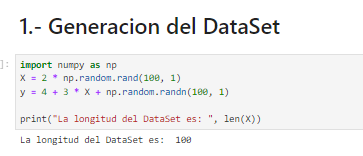 1.- Generacion del DataSet
]: import numpy as np
X = 2 * np.random.rand(100, 1)
y = 4 + 3 * X + np.random.randn(100, 1)
print("La longitud del DataSet es: ", len(X))
La longitud del DataSet es:  100